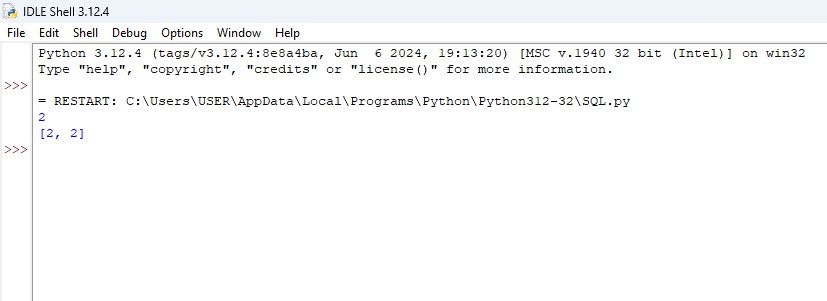 IDLE Shell 3.12.4
File Edit Shell Debug Options Window Help
Python 3.12.4 (tags/v3.12.4:8e8a4ba, Jun  6 2024, 19:13:20) [MSC v.1940 32 bit (Intel)] on win32
Type "help", "copyright", "credits" or "license()" for more information.
>>>
= RESTART: C:\Users\USER\AppData\Local\Programs\Python\Python312-32\SQL.py
2
[2, 2]
>>>